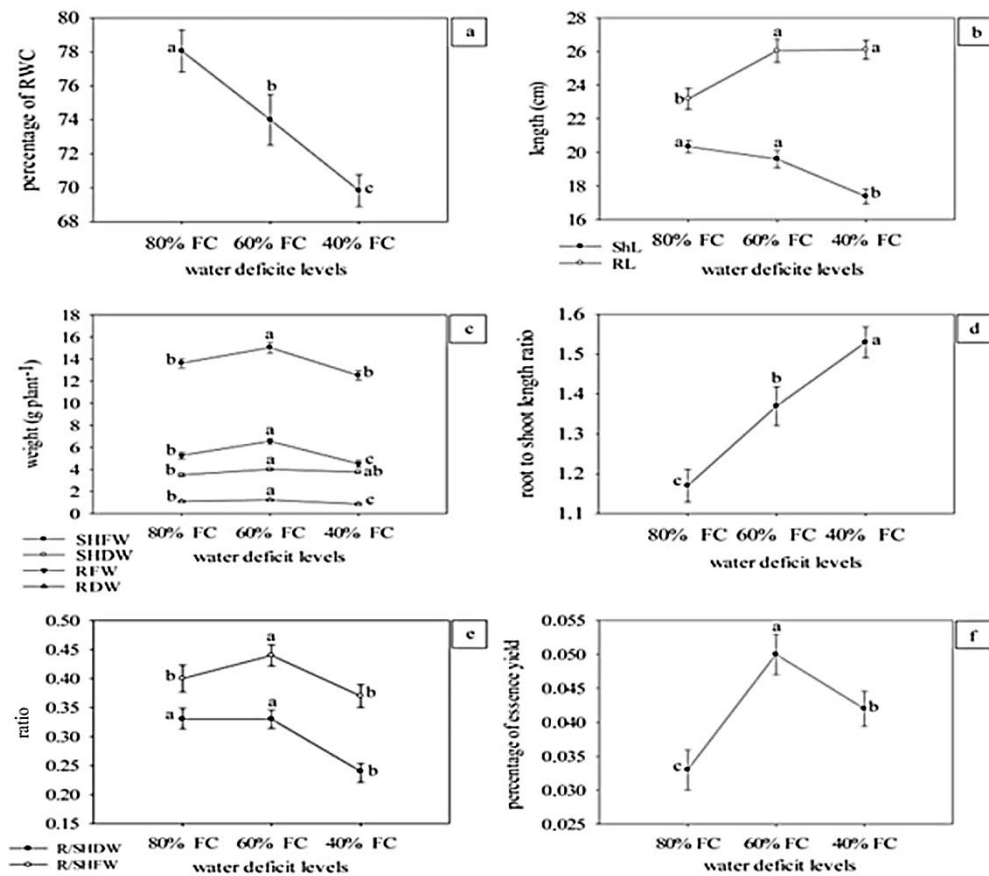 a
percentage of RWC
80
78
76
74
72
70
68
a
b
c
80% FC 60% FC 40% FC
water deficite levels
b
length (cm)
28
26
24
22
20
18
16
b
a
a
a
a
b
80% FC 60% FC 40% FC
water deficite levels
ShL
RL
c
weight (g plant-1)
18
16
14
12
10
8
6
4
2
0
b
a
b
b
a
c
b
a
ab
b
a
c
80% FC 60% FC 40% FC
water deficit levels
SHFW
SHDW
RFW
RDW
d
root to shoot length ratio
1.6
1.5
1.4
1.3
1.2
1.1
c
b
a
80% FC 60% FC 40% FC
water deficit levels
e
ratio
0.50
0.45
0.40
0.35
0.30
0.25
0.20
0.15
b
a
b
a
a
b
80% FC 60% FC 40% FC
water deficit levels
R/SHDW
R/SHFW
f
percentage of essence yield
0.055
0.050
0.045
0.040
0.035
0.030
0.025
c
a
b
80% FC 60% FC 40% FC
water deficit levels